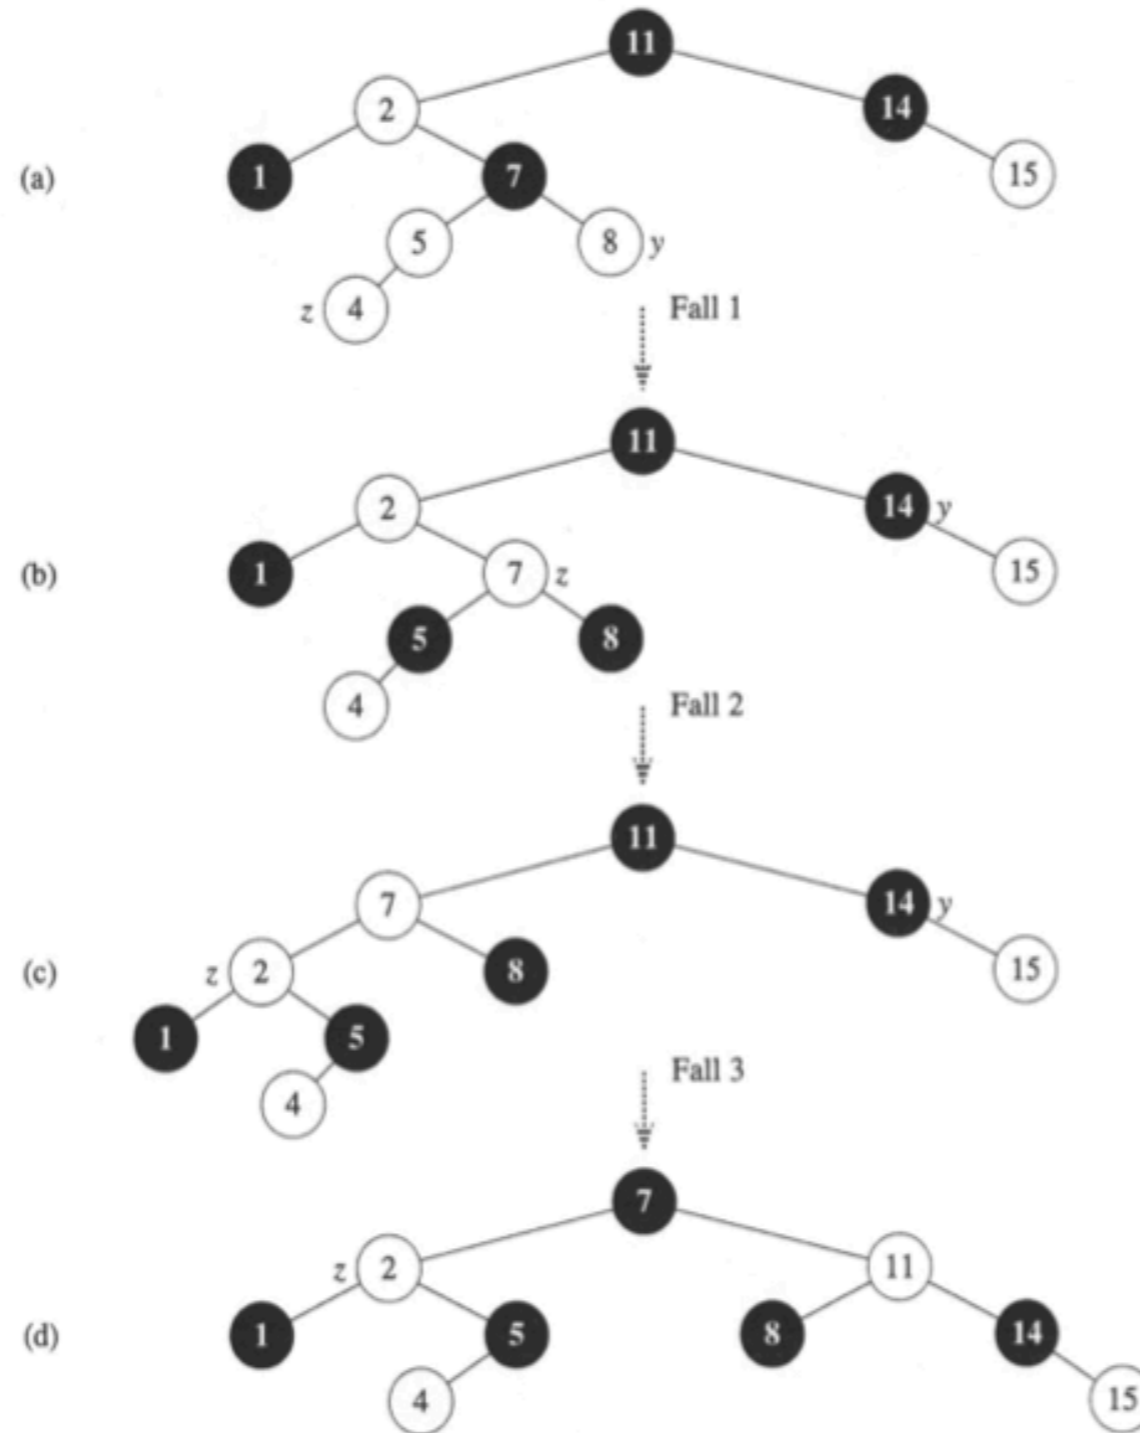 11
2 14
(a) 1 7 15
5 8 y
z 4 Fall 1
11
2 14 y
(b) 1 7 z 15
5 8
4 Fall 2
11
7 14 y
(c) z 2 8 15
1 5
4 Fall 3
7
z 2 11
(d) 1 5 8 14
4 15